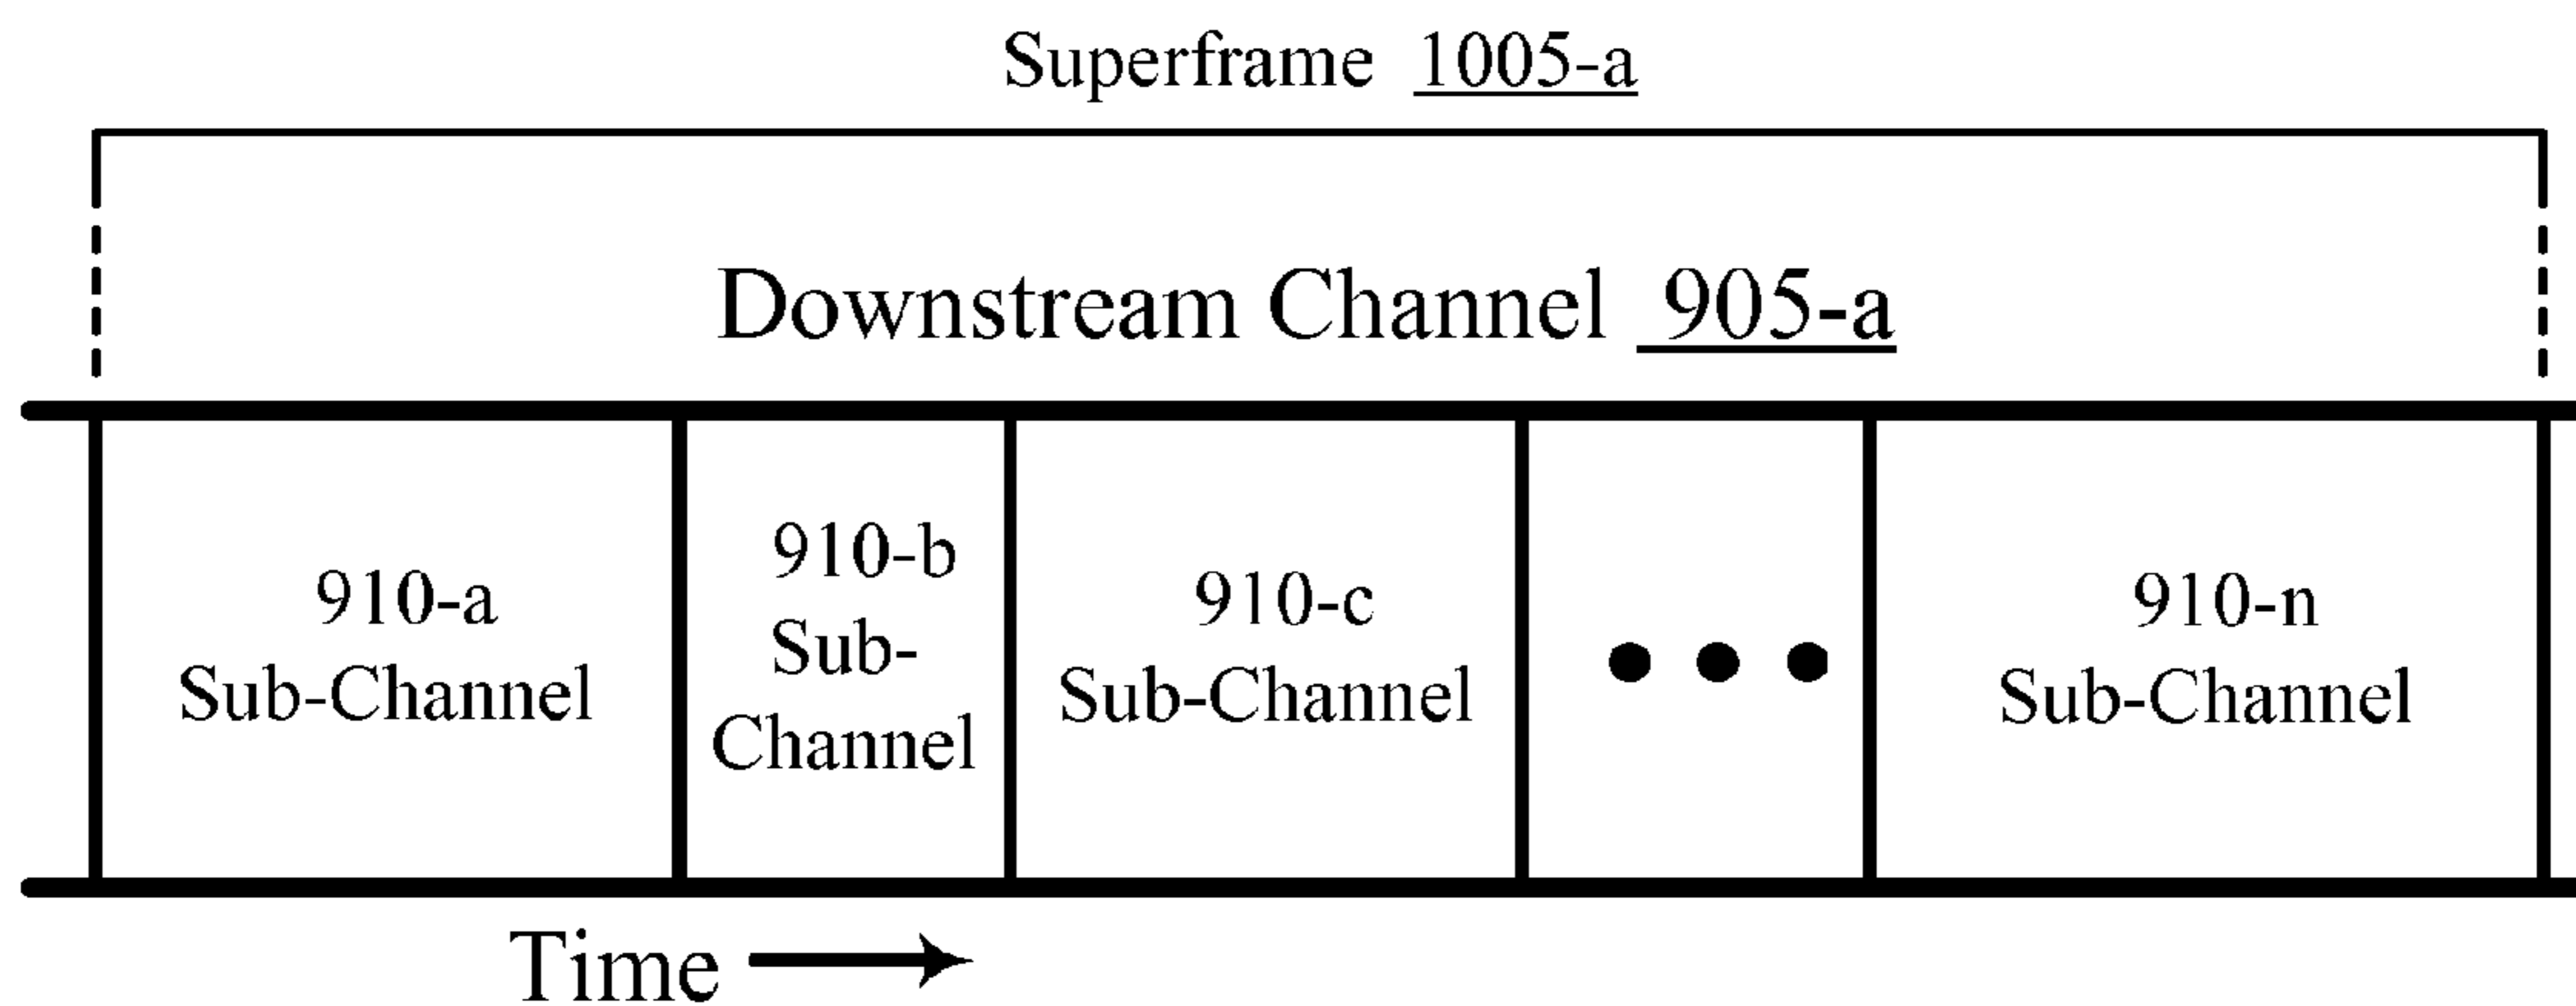 Superframe 1005-a
Downstream Channel 905-a
910-a
Sub-Channel
910-b
Sub-
Channel
910-c
Sub-Channel
910-n
Sub-Channel
Time